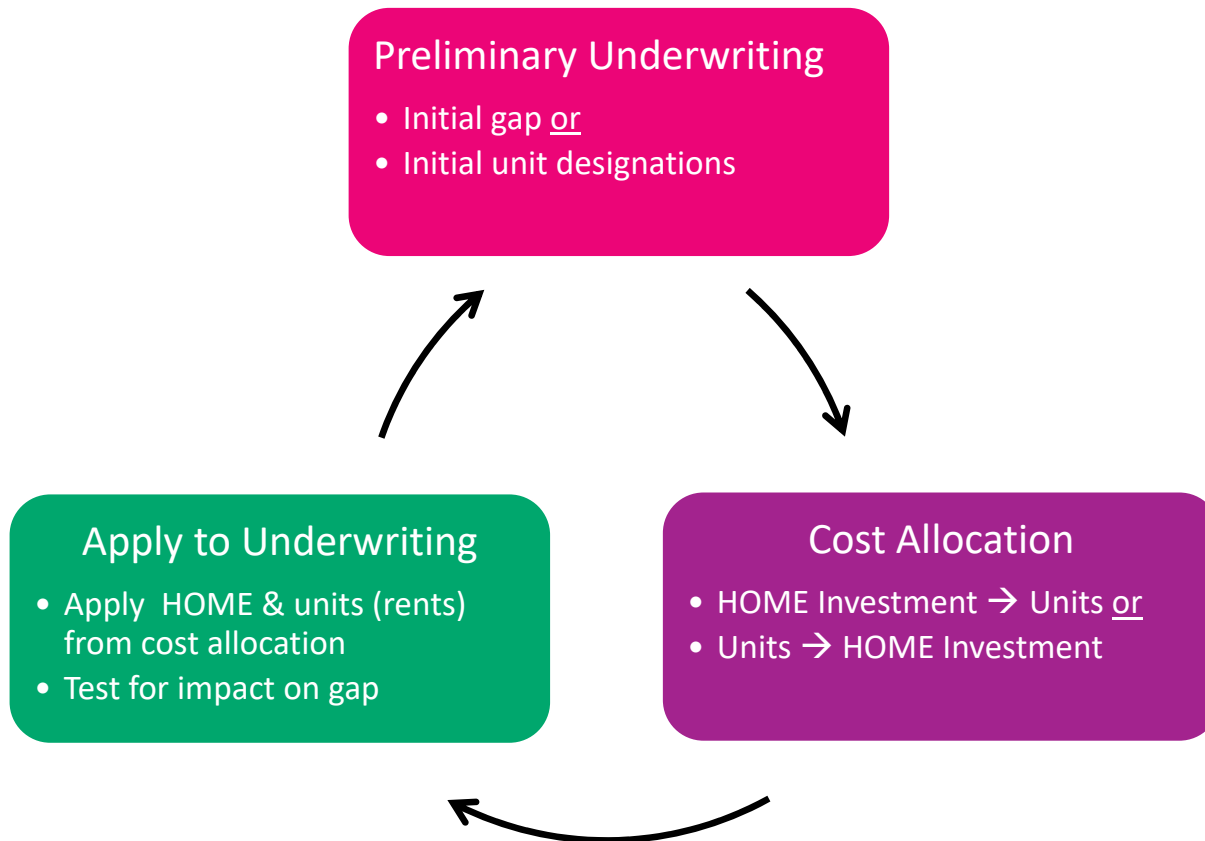 Preliminary Underwriting
• Initial gap or
• Initial unit designations
Cost Allocation
• HOME Investment → Units or
• Units → HOME Investment
Apply to Underwriting
• Apply HOME & units (rents)
from cost allocation
• Test for impact on gap